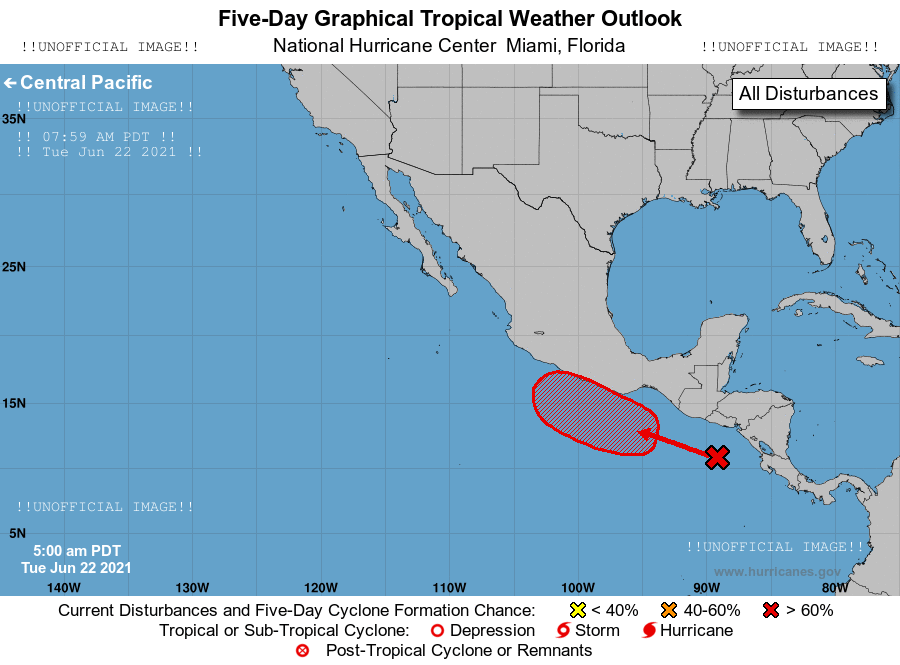 Five-Day Graphical Tropical Weather Outlook
!!UNOFFICIAL IMAGE!! National Hurricane Center Miami, Florida !!UNOFFICIAL IMAGE!!
← Central Pacific
All Disturbances
!!UNOFFICIAL IMAGE!!
35N
!! 07:59 AM PDT !!
!! Tue Jun 22 2021 !!
25N
15N
!!UNOFFICIAL IMAGE!!
5N
5:00 am PDT
!!UNOFFICIAL IMAGE!!
Tue Jun 22 2021
www.hurricanes.gov
140W 130W 120W 110W 100W 90W 80W
Current Disturbances and Five-Day Cyclone Formation Chance: < 40% 40-60% > 60%
Tropical or Sub-Tropical Cyclone: Depression Storm Hurricane
Post-Tropical Cyclone or Remnants